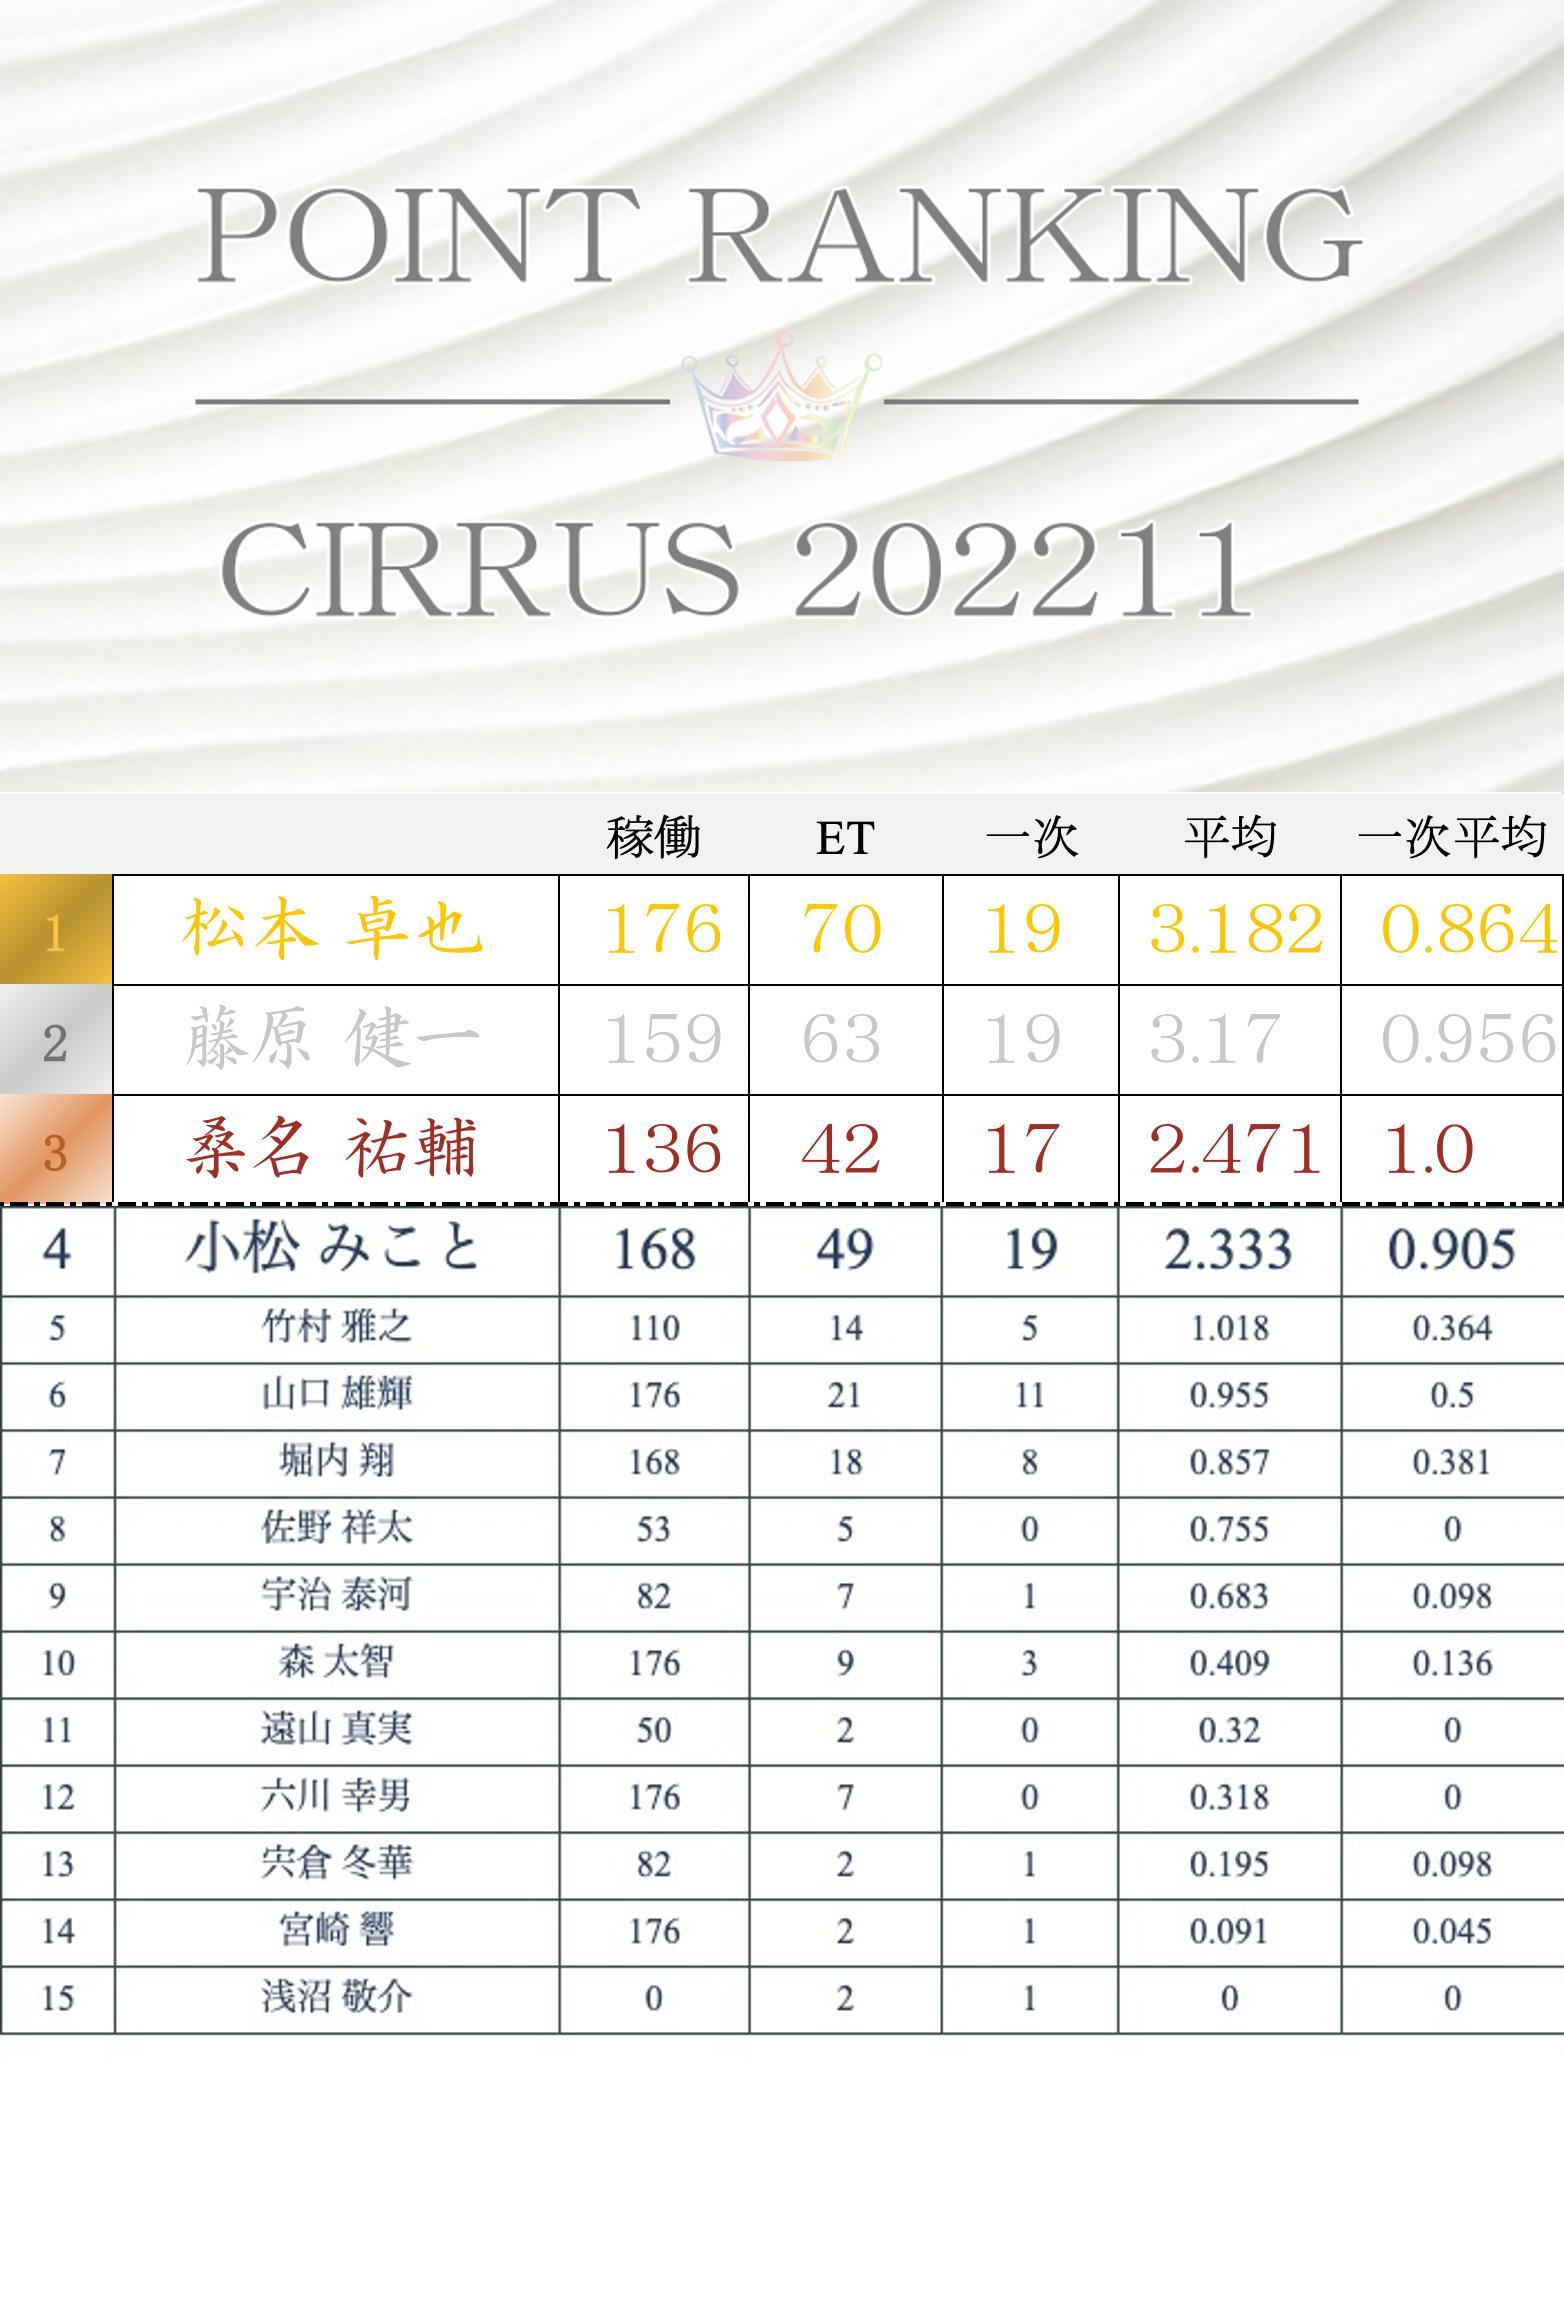 POINT RANKING
CIRRUS 202211
稼働 ET 一次 平均 一次平均
1 松本 卓也 176 70 19 3.182 0.864
2 藤原 健一 159 63 19 3.17 0.956
3 桑名 祐輔 136 42 17 2.471 1.0
4 小松 みこと 168 49 19 2.333 0.905
5 竹村 雅之 110 14 5 1.018 0.364
6 山口 雄輝 176 21 11 0.955 0.5
7 堀内 翔 168 18 8 0.857 0.381
8 佐野 祥太 53 5 0 0.755 0
9 宇治 泰河 82 7 1 0.683 0.098
10 森 太智 176 9 3 0.409 0.136
11 遠山 真実 50 2 0 0.32 0
12 六川 幸男 176 7 0 0.318 0
13 宍倉 冬華 82 2 1 0.195 0.098
14 宮崎 響 176 2 1 0.091 0.045
15 浅沼 敬介 0 2 1 0 0